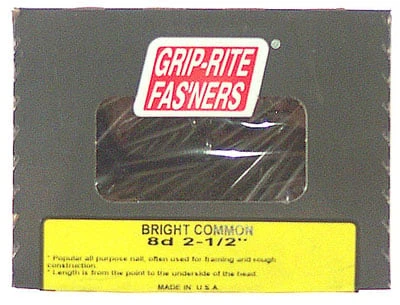 GRIP-RITE
FAS'NERS
®
BRIGHT COMMON
8d 2-1/2"
* Popular all purpose nail, often used for framing and rough
construction.
* Length is from the point to the underside of the head.
MADE IN U.S.A.